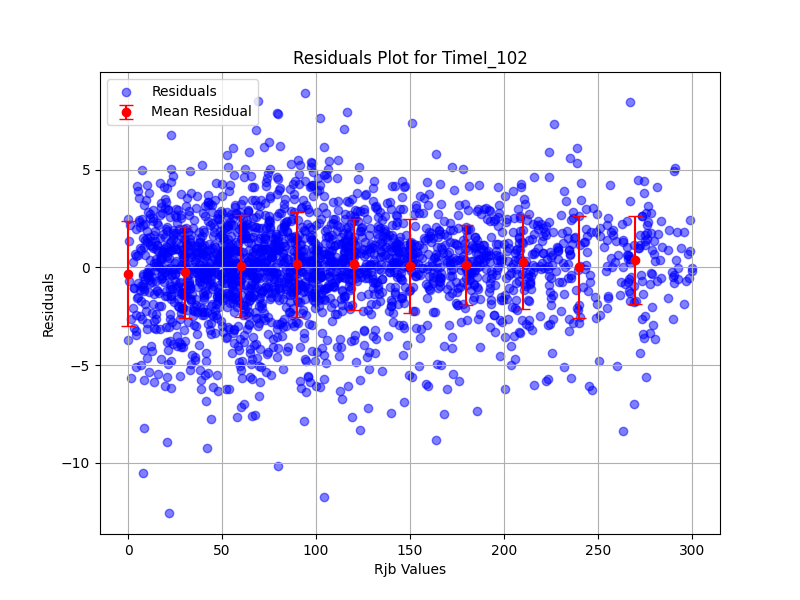 Residuals Plot for TimeI_102
Residuals
Mean Residual
5
0
−5
−10
Residuals
0 50 100 150 200 250 300
Rjb Values